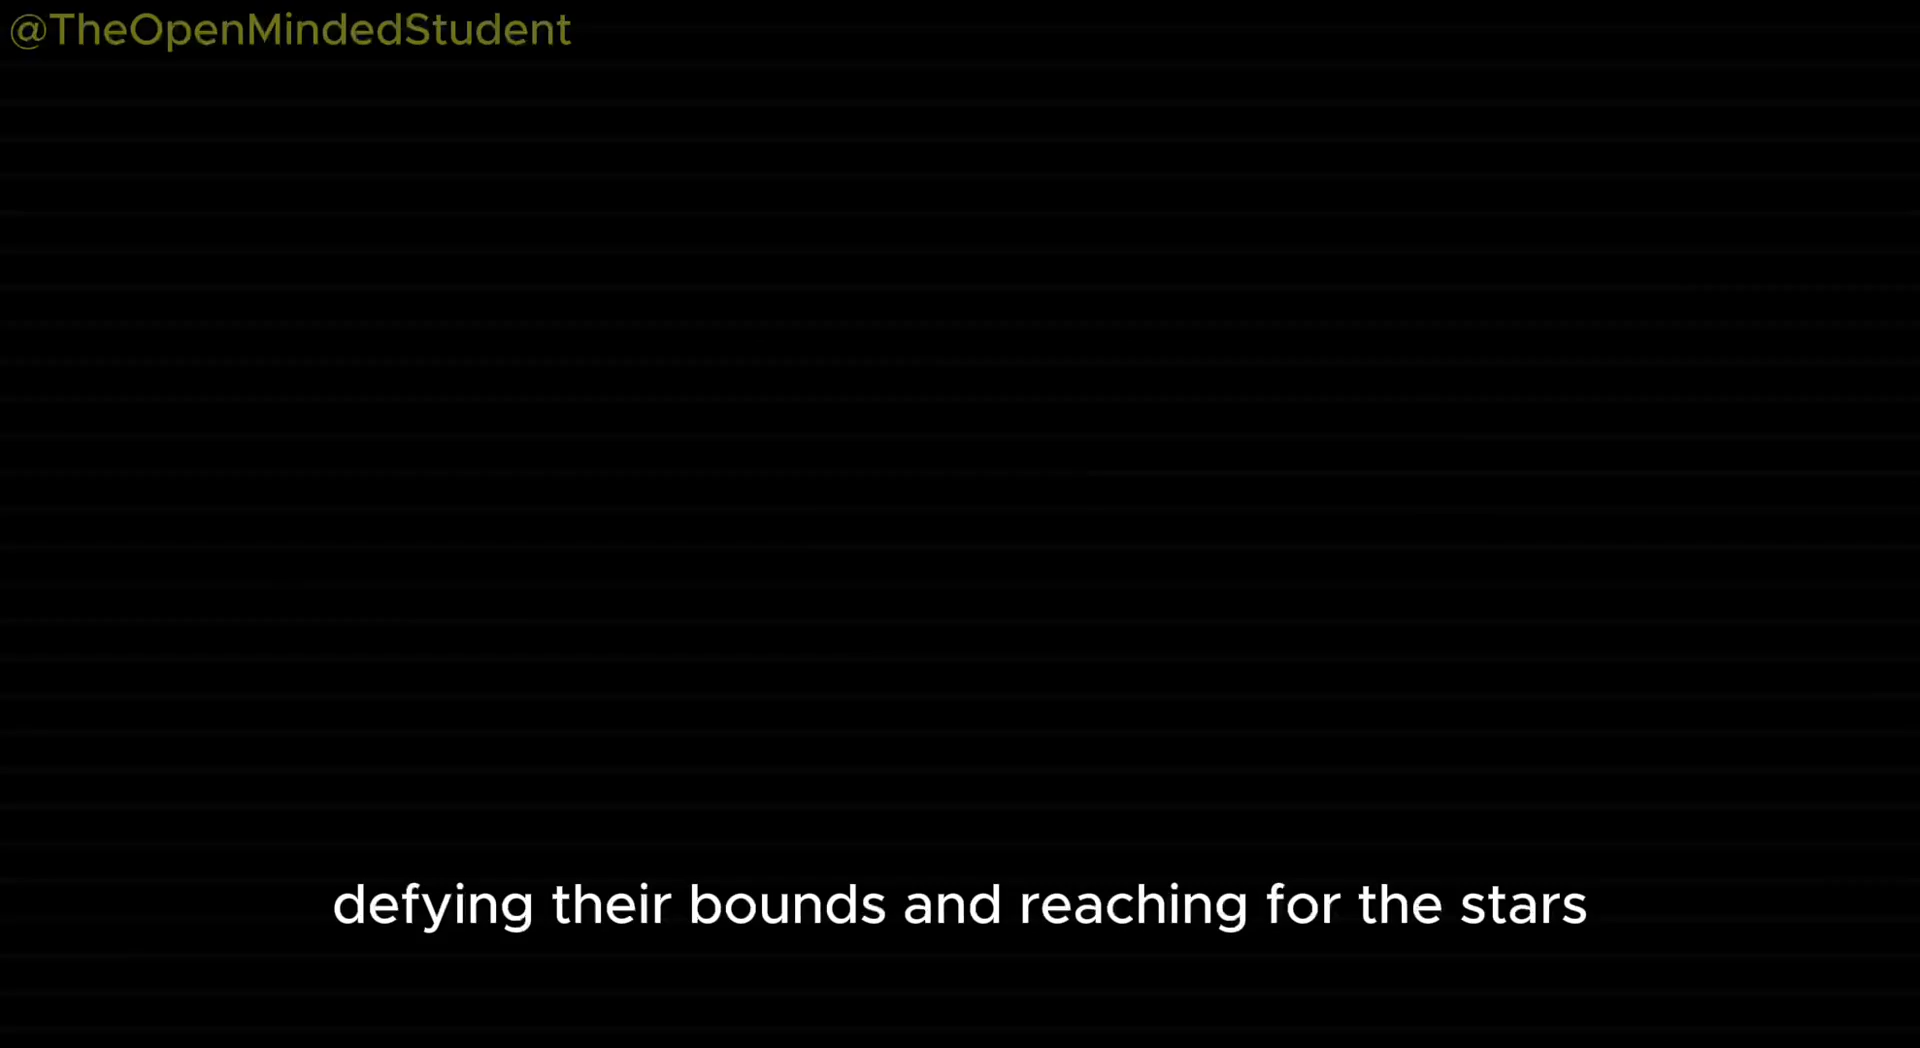 @TheOpenMindedStudent
defying their bounds and reaching for the stars